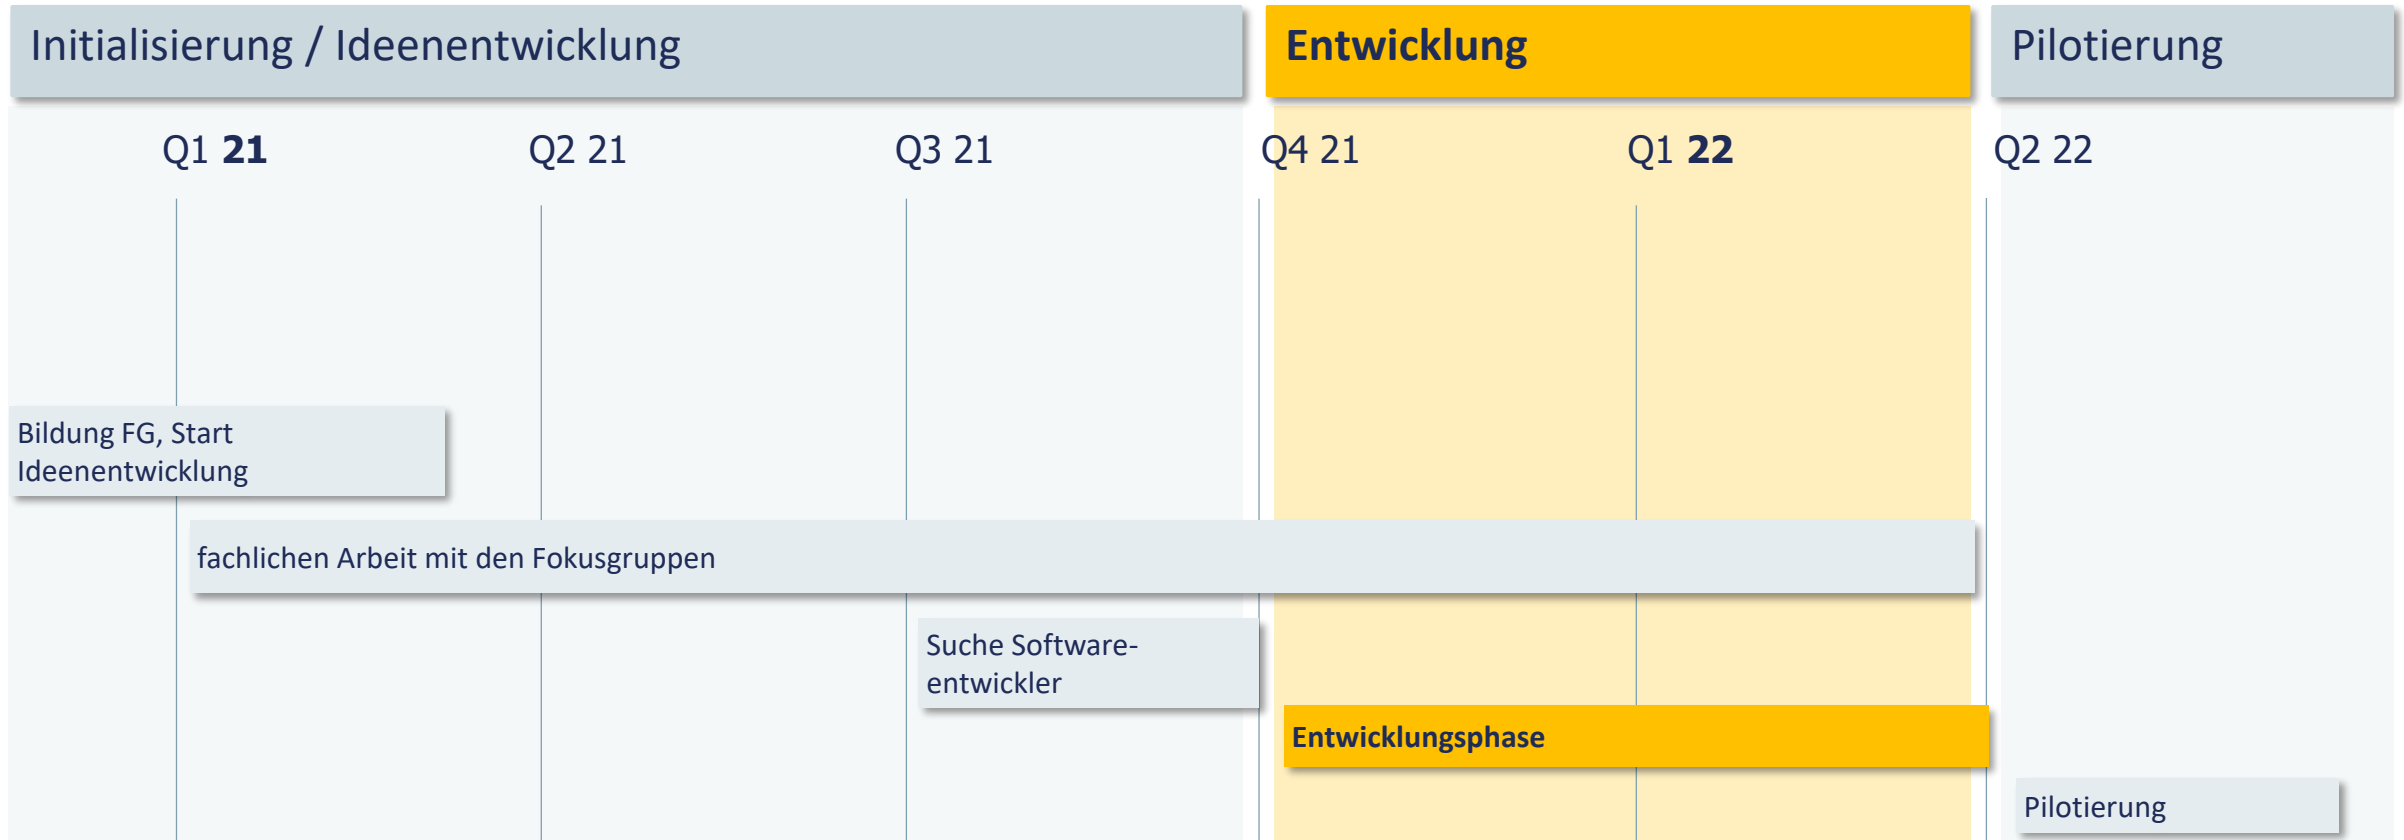 Initialisierung / Ideenentwicklung
Entwicklung
Pilotierung
Q1 21
Q2 21
Q3 21
Q4 21
Q1 22
Q2 22
Bildung FG, Start
Ideenentwicklung
fachlichen Arbeit mit den Fokusgruppen
Suche Software-
entwickler
Entwicklungsphase
Pilotierung